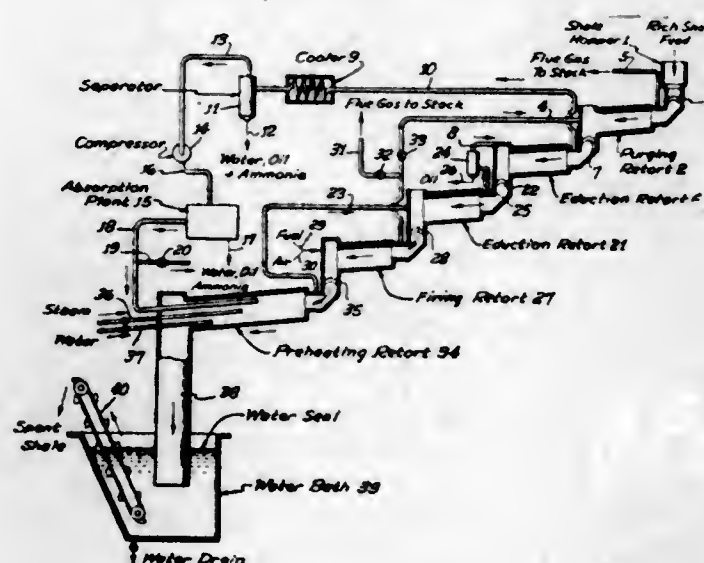 Shale
Hopper 1
Rich Shale
Feed
13
Cooler 9
Flue Gas
To Stack
5
10
Separator
11
Flue Gas to Stack
4
12
14
8
33
Compressor
Water, Oil
+ Ammonia
31
32
24
Purging
Retort 2
7
16
Oil
26
Absorption
Plant 15
23
22
Eduction Retort
18
25
Fuel
29
19
20
17
28
Eduction Retort 21
Air
30
Water, Oil
Ammonia
36
35
Firing Retort 27
Steam
Water
37
Preheating Retort 34
40
38
Spent
Shale
Water Seal
Water Bath 39
Water Drain